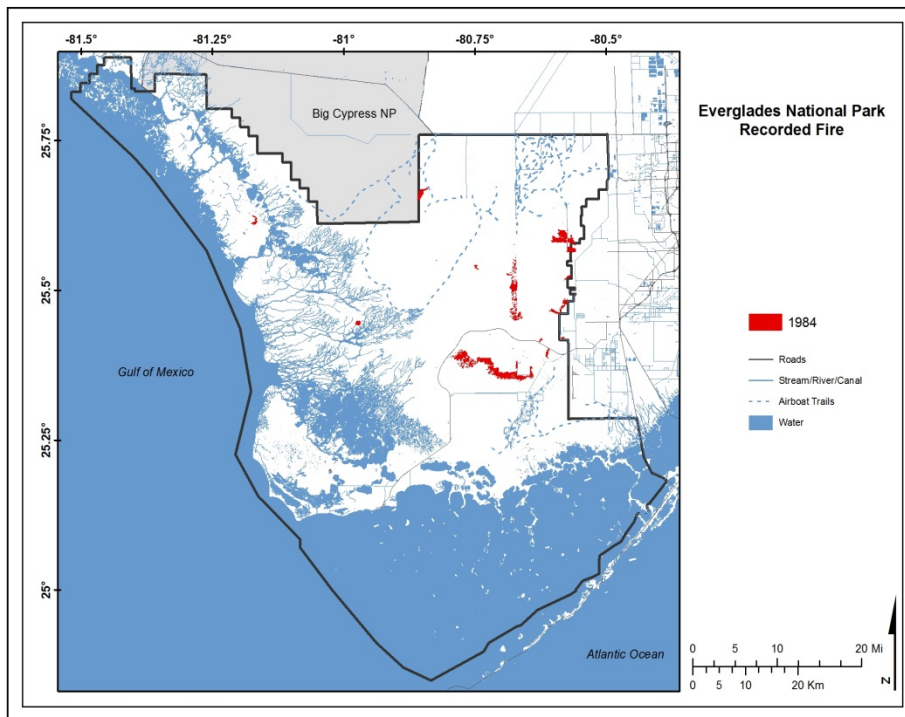 -81.5
-81.25
-81°
-80.75
-80.5
Everglades National Park
Recorded Fire
Big Cypress NP
25.75
25.5
1984
Roads
Gulf of Mexico
Stream/River/Canal
Airboat Trails
Water
25.25
25°
0 5 10 20 Mi
Atlantic Ocean
0 5 10 20 Km
N